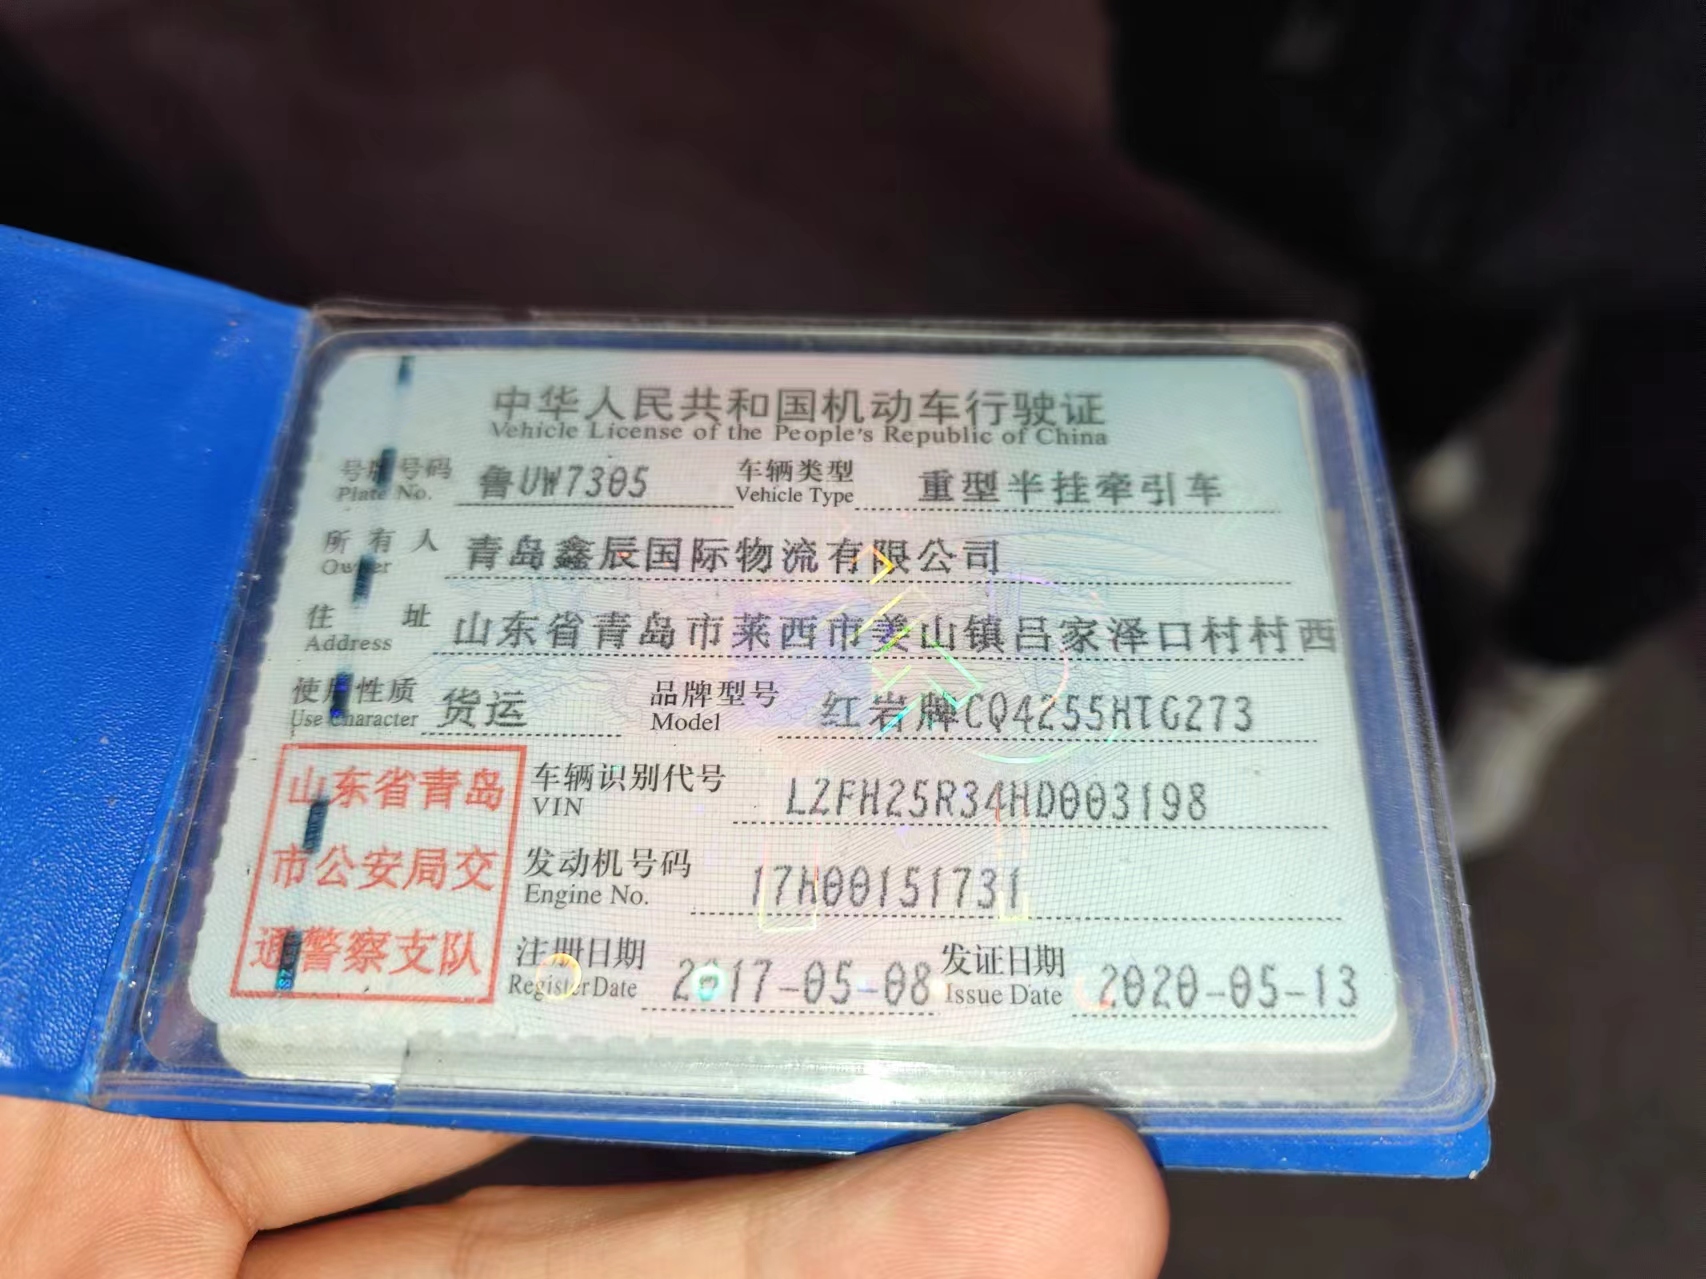 中华人民共和国机动车行驶证
Vehicle License of the People's Republic of China
号牌号码 鲁UW7305 车辆类型 重型半挂牵引车
Plate No. Vehicle Type
所有人 青岛鑫辰国际物流有限公司
Owner
住址 山东省青岛市莱西市姜山镇吕家泽口村村西
Address
使用性质 货运 品牌型号 红岩牌CQ4255HTG273
Use Character Model
山东省青岛
市公安局交
通警察支队
车辆识别代号 LZFH25R34HD003198
VIN
发动机号码 17H00151731
Engine No.
注册日期 2017-05-08 发证日期 2020-05-13
Register Date Issue Date